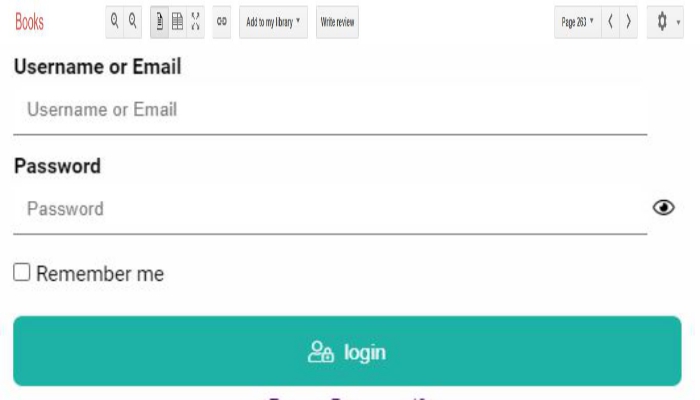 Books Add to my library Write review Page 263
Username or Email
Username or Email
Password
Password
Remember me
login